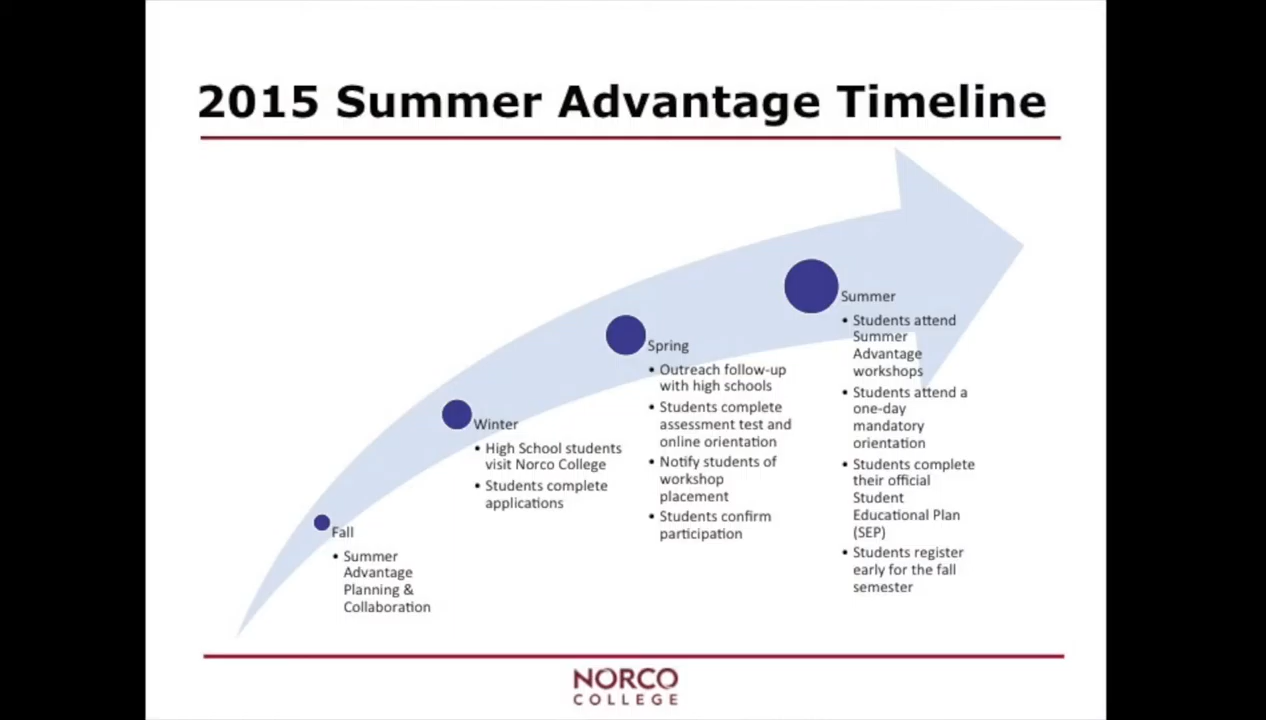 2015 Summer Advantage Timeline
Fall
• Summer
Advantage
Planning &
Collaboration
Winter
• High School students
visit Norco College
• Students complete
applications
Spring
• Outreach follow-up
with high schools
• Students complete
assessment test and
online orientation
• Notify students of
workshop
placement
• Students confirm
participation
Summer
• Students attend
Summer
Advantage
workshops
• Students attend a
one-day
mandatory
orientation
• Students complete
their official
Student
Educational Plan
(SEP)
• Students register
early for the fall
semester
NORCO
COLLEGE